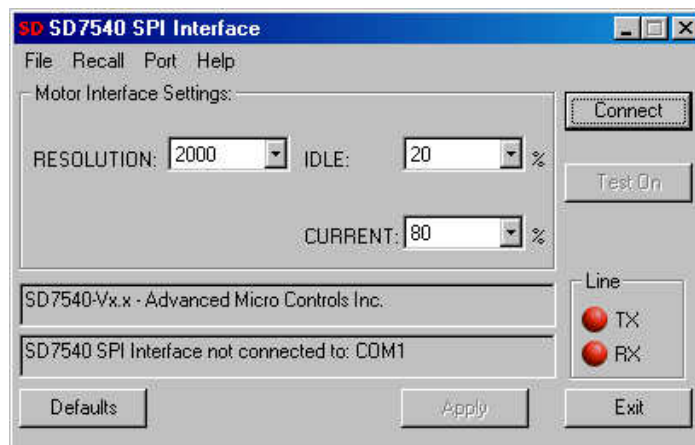 SD SD7540 SPI Interface
File Recall Port Help
Motor Interface Settings:
Connect
RESOLUTION: 2000 IDLE: 20 %
Test On
CURRENT: 80 %
Line
SD7540-Vx.x - Advanced Micro Controls Inc.
TX
SD7540 SPI Interface not connected to: COM1
RX
Defaults Apply Exit